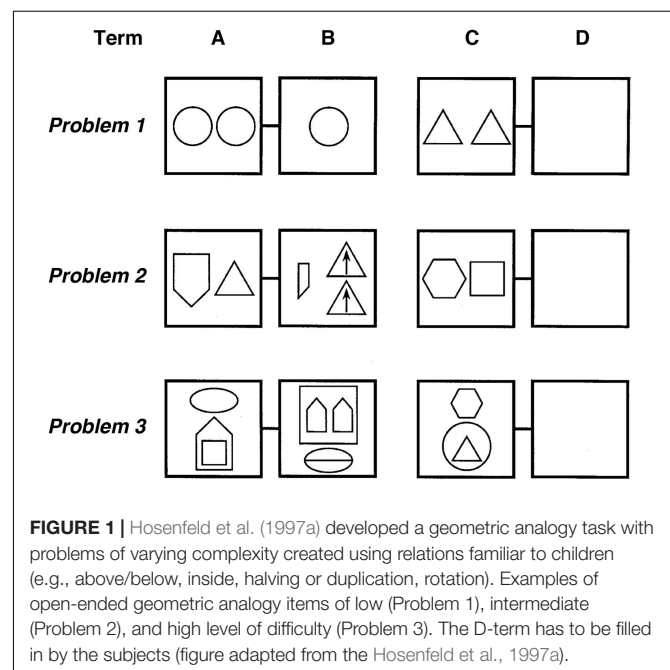 Term A B C D
Problem 1
Problem 2
Problem 3
FIGURE 1 | Hosenfeld et al. (1997a) developed a geometric analogy task with
problems of varying complexity created using relations familiar to children
(e.g., above/below, inside, halving or duplication, rotation). Examples of
open-ended geometric analogy items of low (Problem 1), intermediate
(Problem 2), and high level of difficulty (Problem 3). The D-term has to be filled
in by the subjects (figure adapted from the Hosenfeld et al., 1997a).